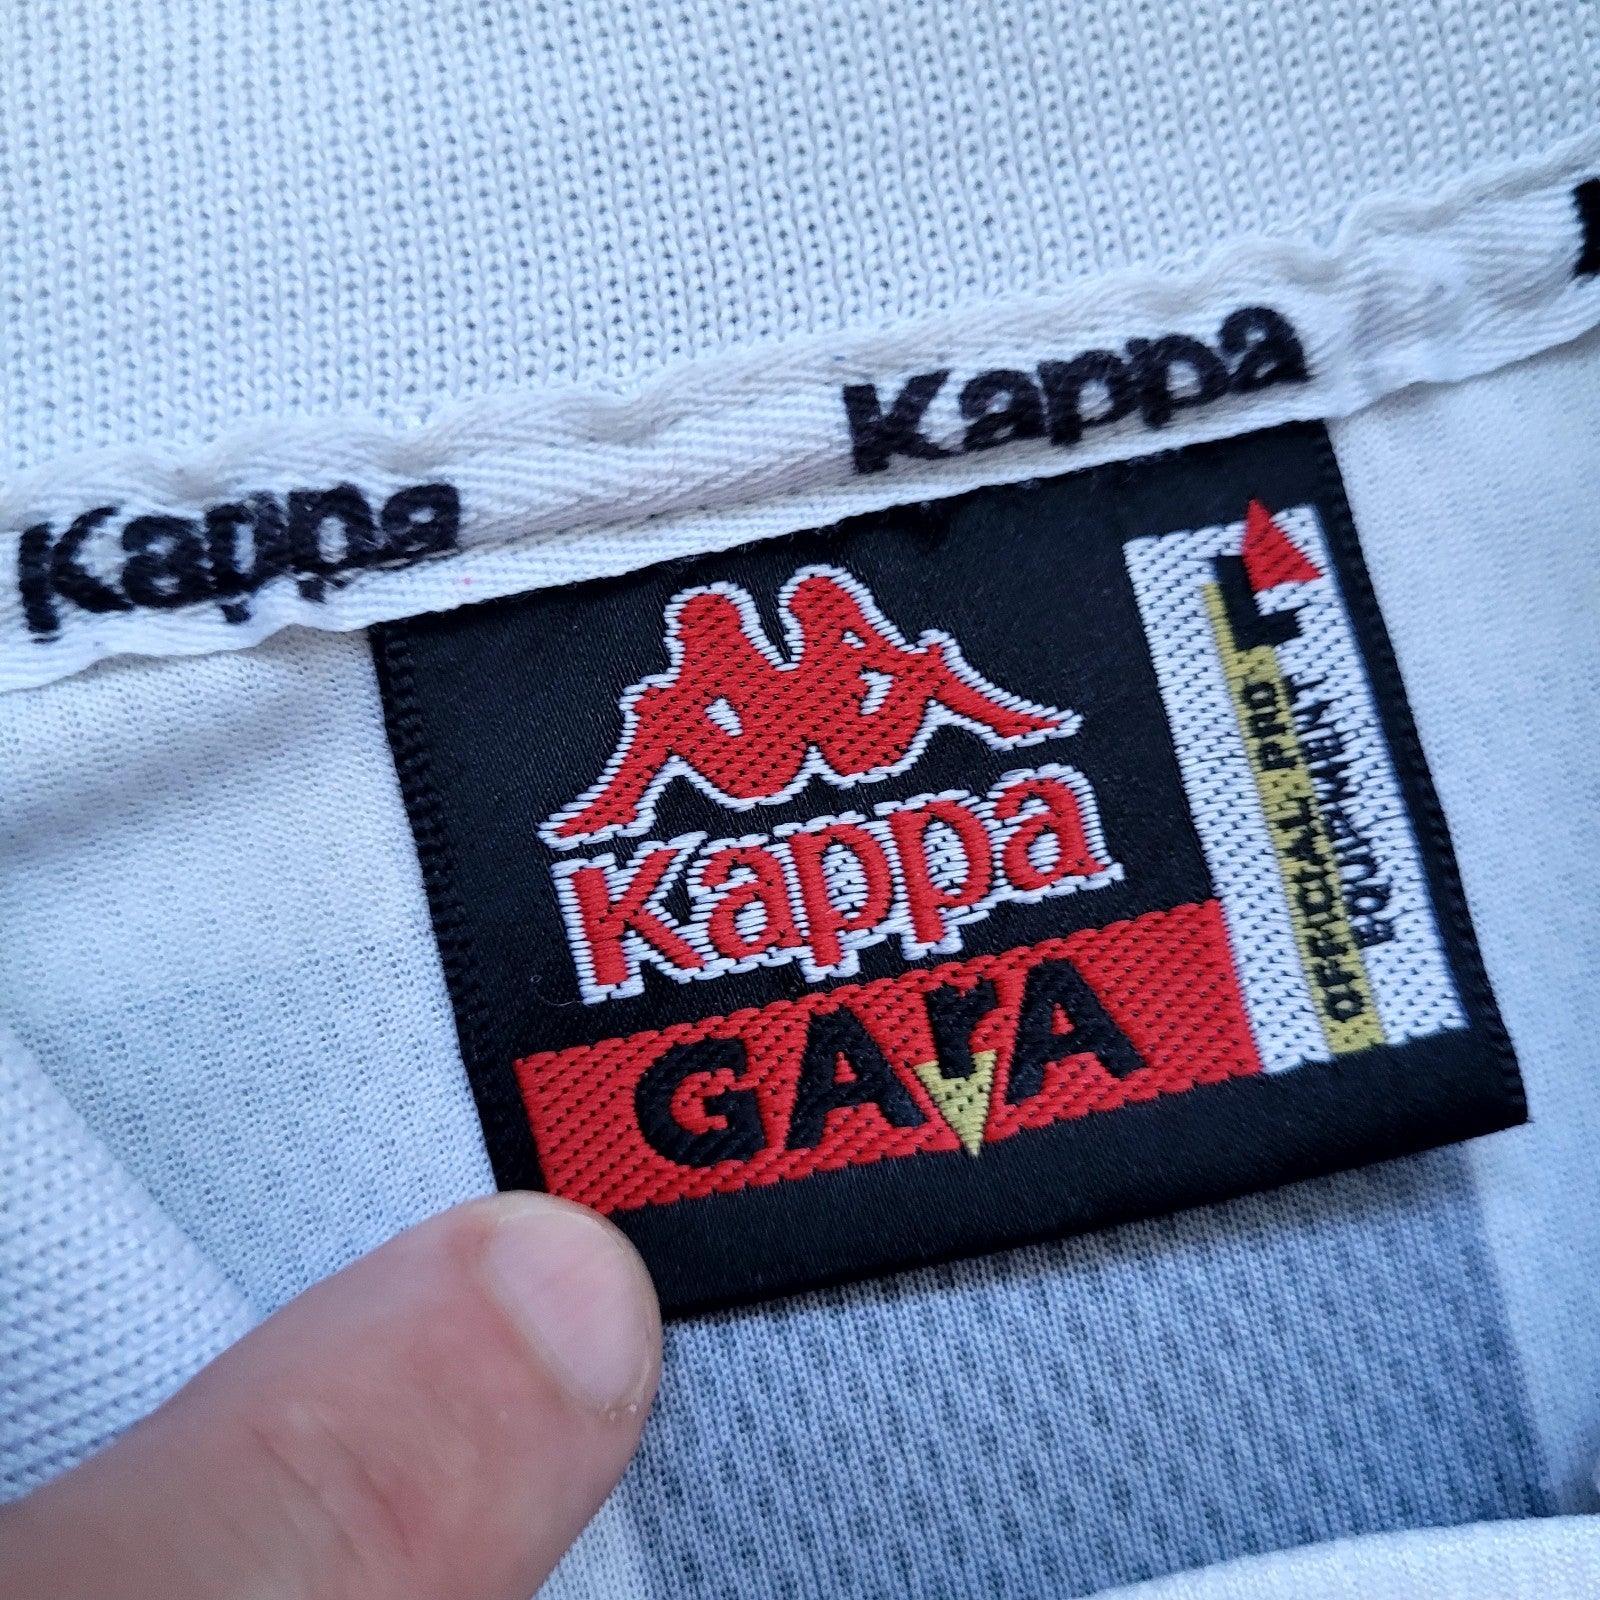 Kappa Kappa
Kappa
GARA
OFFICIAL PRO
EQUIPMENT